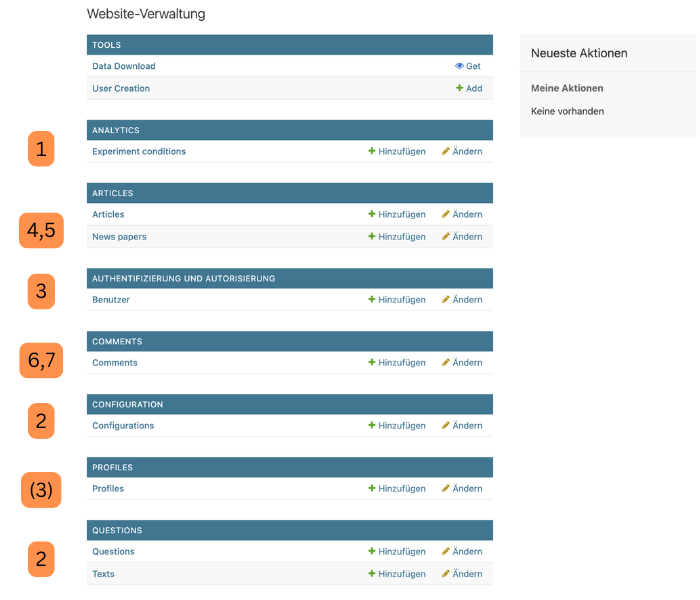 Website-Verwaltung
TOOLS
Data Download Get
User Creation Add
ANALYTICS
1 Experiment conditions Hinzufügen Ändern
ARTICLES
Articles Hinzufügen Ändern
4,5
News papers Hinzufügen Ändern
AUTHENTIFIZIERUNG UND AUTORISIERUNG
3 Benutzer Hinzufügen Ändern
COMMENTS
6,7 Comments Hinzufügen Ändern
CONFIGURATION
2 Configurations Hinzufügen Ändern
PROFILES
(3) Profiles Hinzufügen Ändern
QUESTIONS
2 Questions Hinzufügen Ändern
Texts Hinzufügen Ändern
Neueste Aktionen
Meine Aktionen
Keine vorhanden